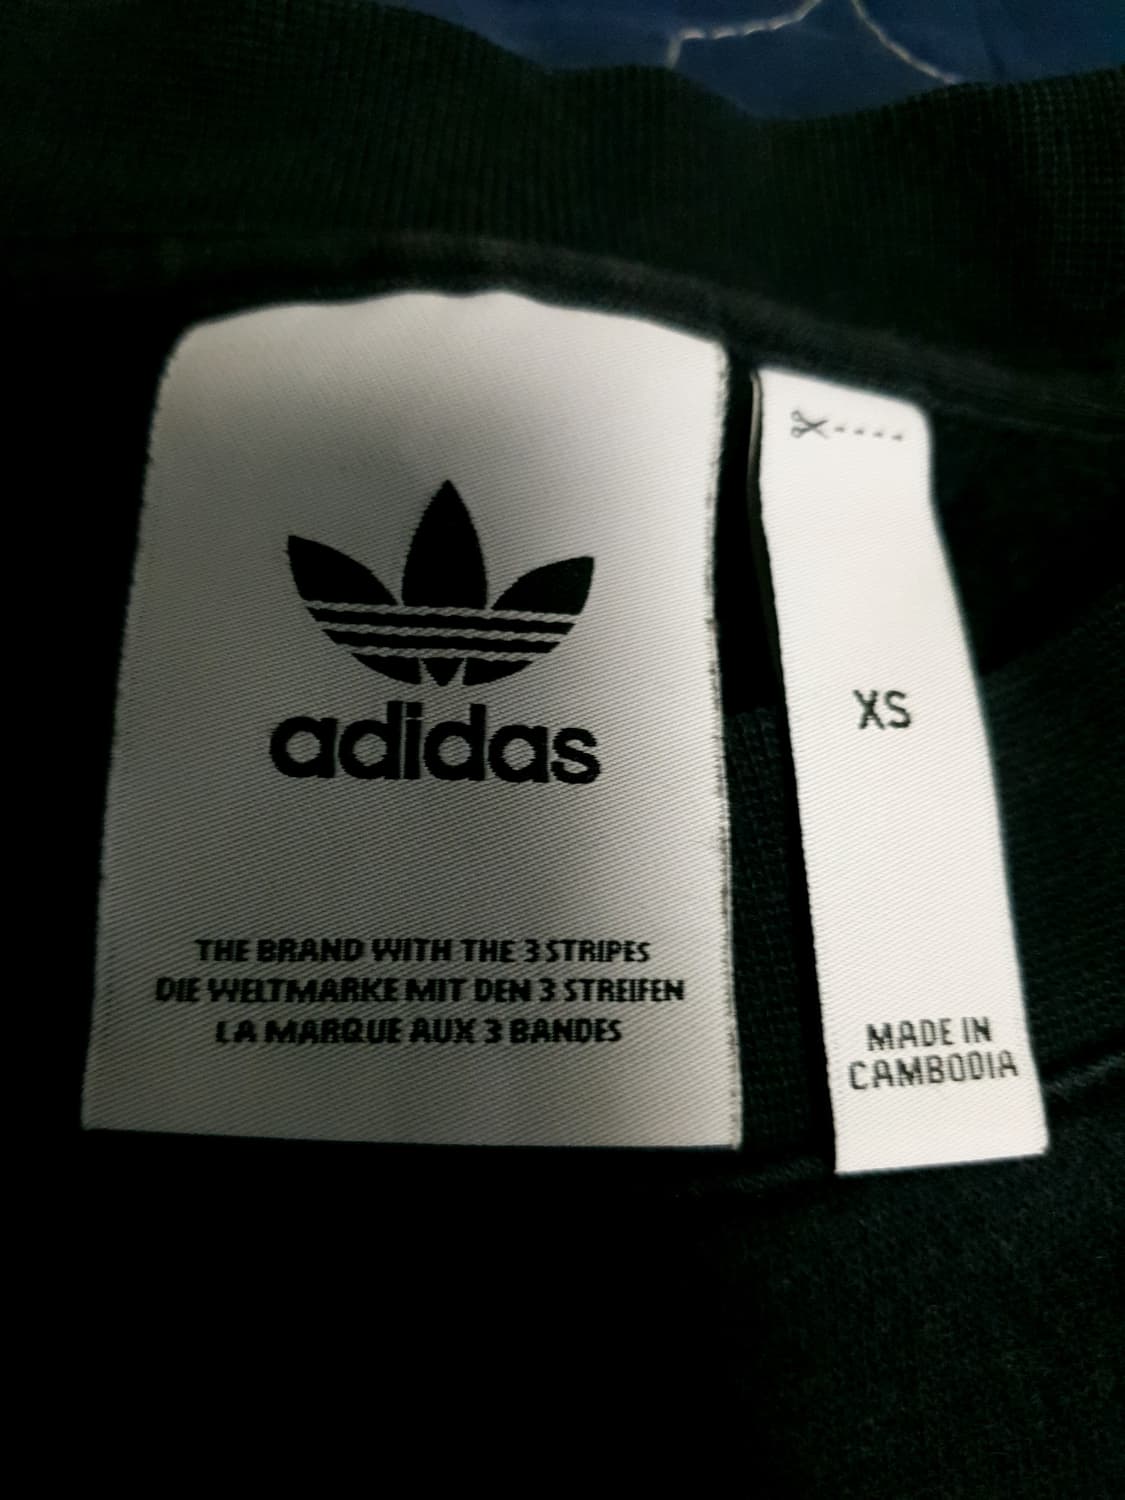 adidas
THE BRAND WITH THE 3 STRIPES
DIE WELTMARKE MIT DEN 3 STREIFEN
LA MARQUE AUX 3 BANDES
XS
MADE IN
CAMBODIA